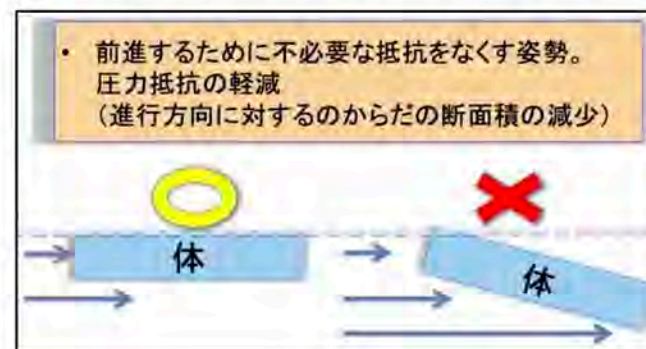 • 前進するために不必要な抵抗をなくす姿勢。
圧力抵抗の軽減
（進行方向に対するのからだの断面積の減少）
体
体